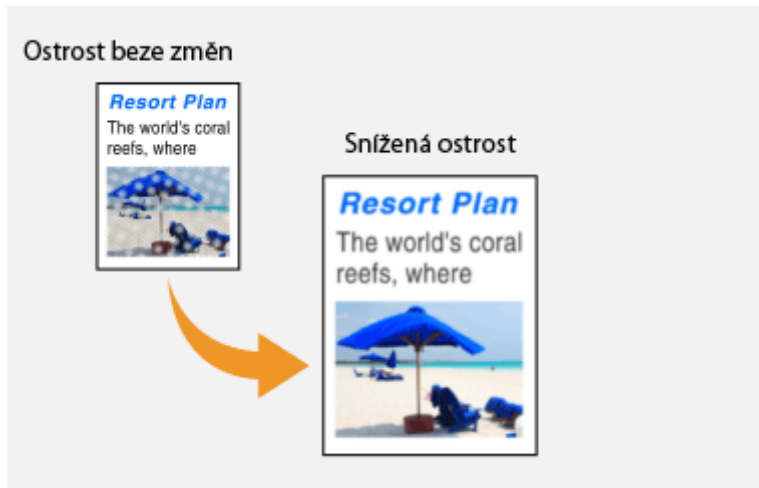 Ostrost beze změn
Resort Plan
The world's coral
reefs, where
Snížená ostrost
Resort Plan
The world's coral
reefs, where